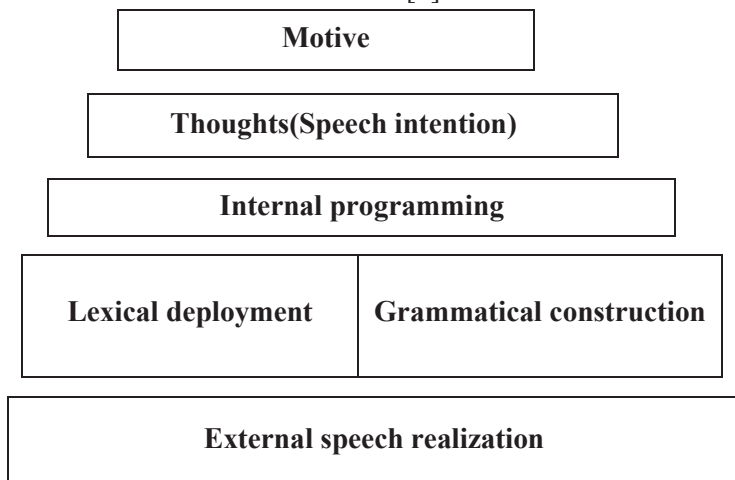 Motive
Thoughts(Speech intention)
Internal programming
Lexical deployment
Grammatical construction
External speech realization